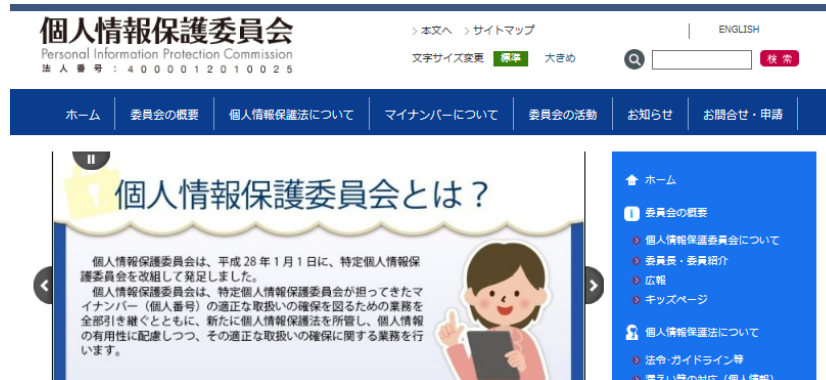 個人情報保護委員会
Personal Information Protection Commission
法人番号:4000012010025
> 本文へ > サイトマップ
ENGLISH
文字サイズ変更 標準 大きめ
検索
ホーム 委員会の概要 個人情報保護法について マイナンバーについて 委員会の活動 お知らせ お問合せ・申請
個人情報保護委員会とは？
個人情報保護委員会は、平成28年1月1日に、特定個人情報保
護委員会を改組して発足しました。
個人情報保護委員会は、特定個人情報保護委員会が担ってきたマ
イナンバー（個人番号）の適正な取扱いの確保を図るための業務を
全部引き継ぐとともに、新たに個人情報保護法を所管し、個人情報
の有用性に配慮しつつ、その適正な取扱いの確保に関する業務を行
います。
ホーム
委員会の概要
個人情報保護委員会について
委員長・委員紹介
広報
キッズページ
個人情報保護法について
法令・ガイドライン等
漏えい等の対応（個人情報）